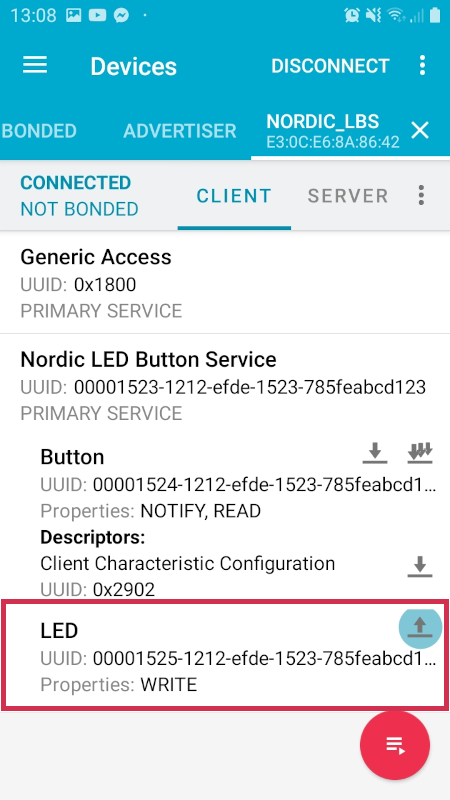 13:08
Devices
DISCONNECT
BONDED
ADVERTISER
NORDIC_LBS
E3:0C:E6:8A:86:42
CONNECTED
NOT BONDED
CLIENT
SERVER
Generic Access
UUID: 0x1800
PRIMARY SERVICE
Nordic LED Button Service
UUID: 00001523-1212-efde-1523-785feabcd123
PRIMARY SERVICE
Button
UUID: 00001524-1212-efde-1523-785feabcd1...
Properties: NOTIFY, READ
Descriptors:
Client Characteristic Configuration
UUID: 0x2902
LED
UUID: 00001525-1212-efde-1523-785feabcd1...
Properties: WRITE